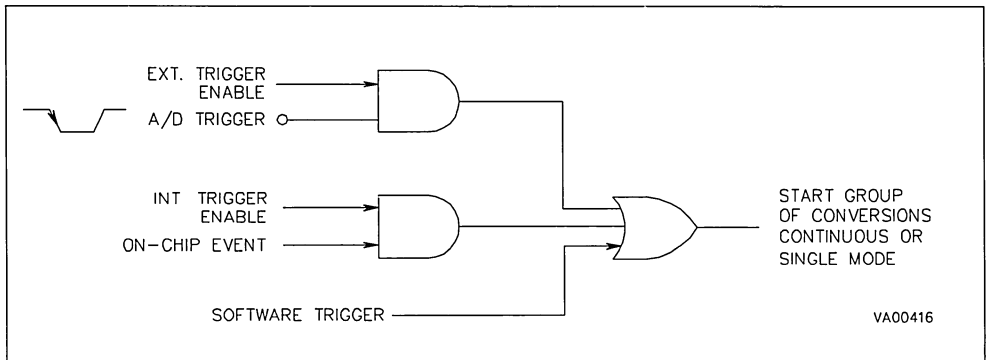 EXT. TRIGGER
ENABLE
A/D TRIGGER
INT TRIGGER
ENABLE
ON-CHIP EVENT
SOFTWARE TRIGGER
START GROUP
OF CONVERSIONS
CONTINUOUS OR
SINGLE MODE
VA00416